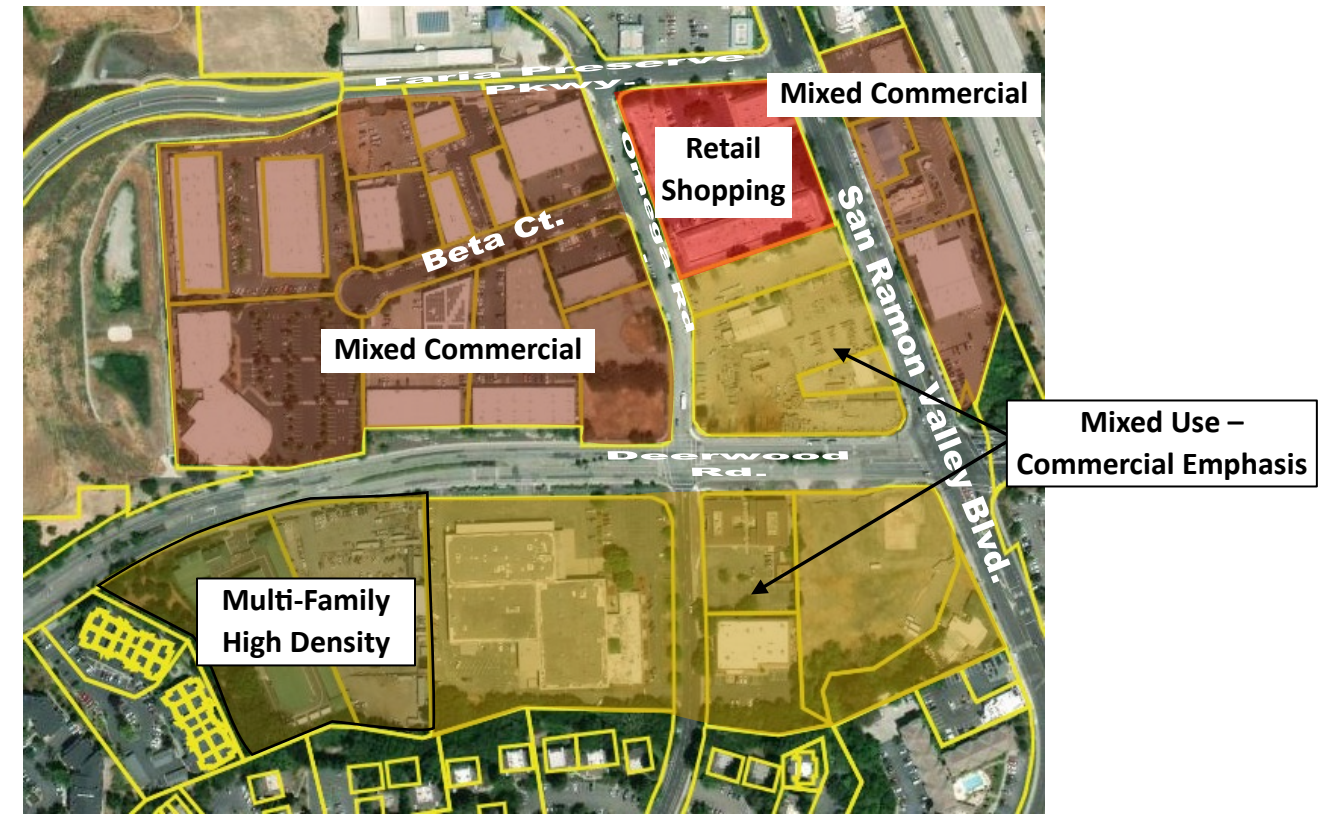 Faria Preserve
Pkwy.
Mixed Commercial
Retail
Shopping
Omega Rd
San Ramon Valley Blvd.
Beta Ct.
Mixed Commercial
Mixed Use –
Commercial Emphasis
Deerwood
Rd.
Multi-Family
High Density